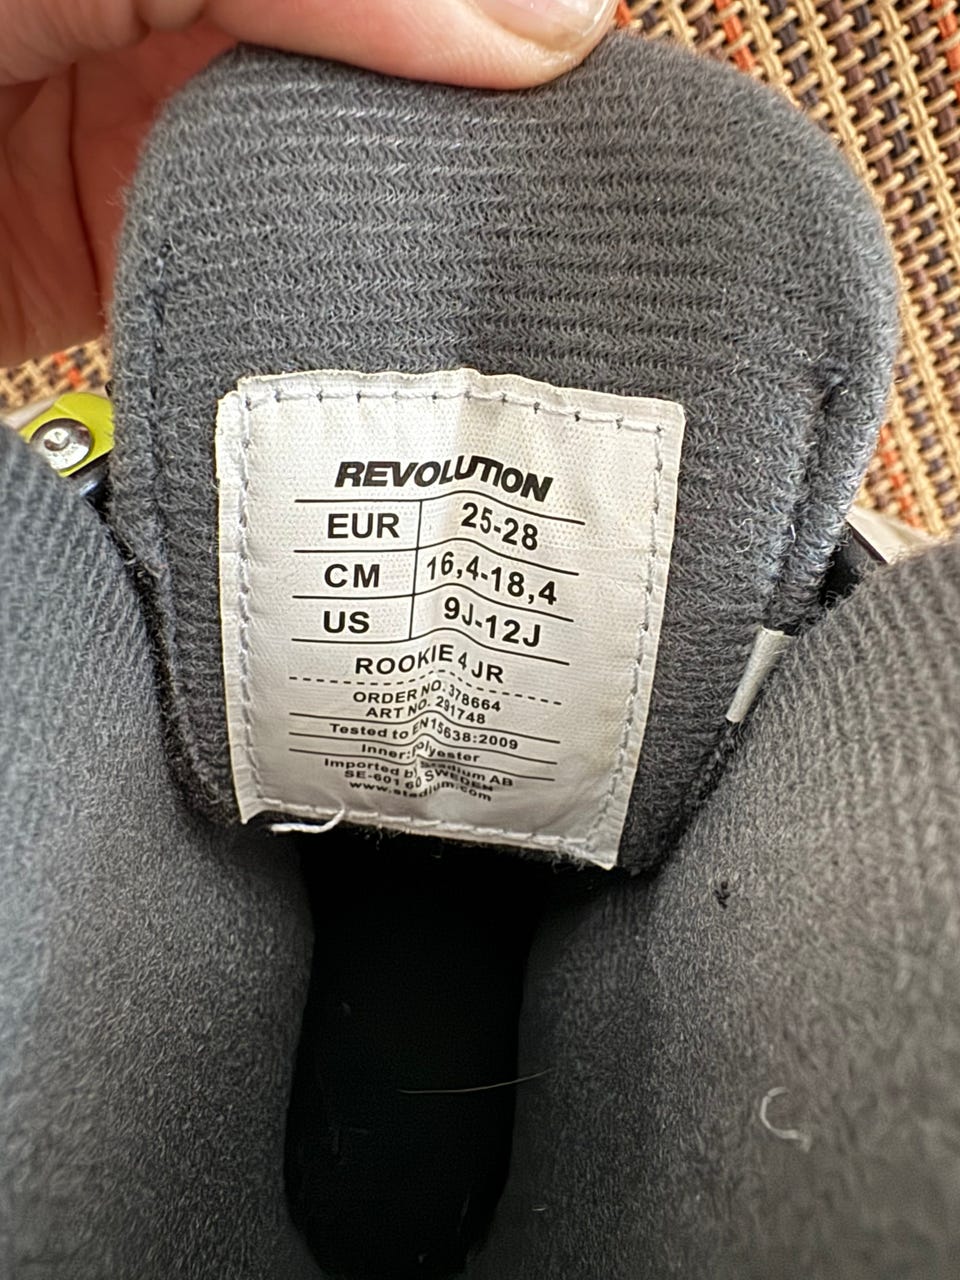 REVOLUTION
EUR 25-28
CM 16,4-18,4
US 9J-12J
ROOKIE 4 JR
ORDER NO. 378664
ART NO. 291748
Tested to EN15638:2009
Inner: Polyester
Imported by Stadium AB
SE-601 60 SWEDEN
www.stadium.com